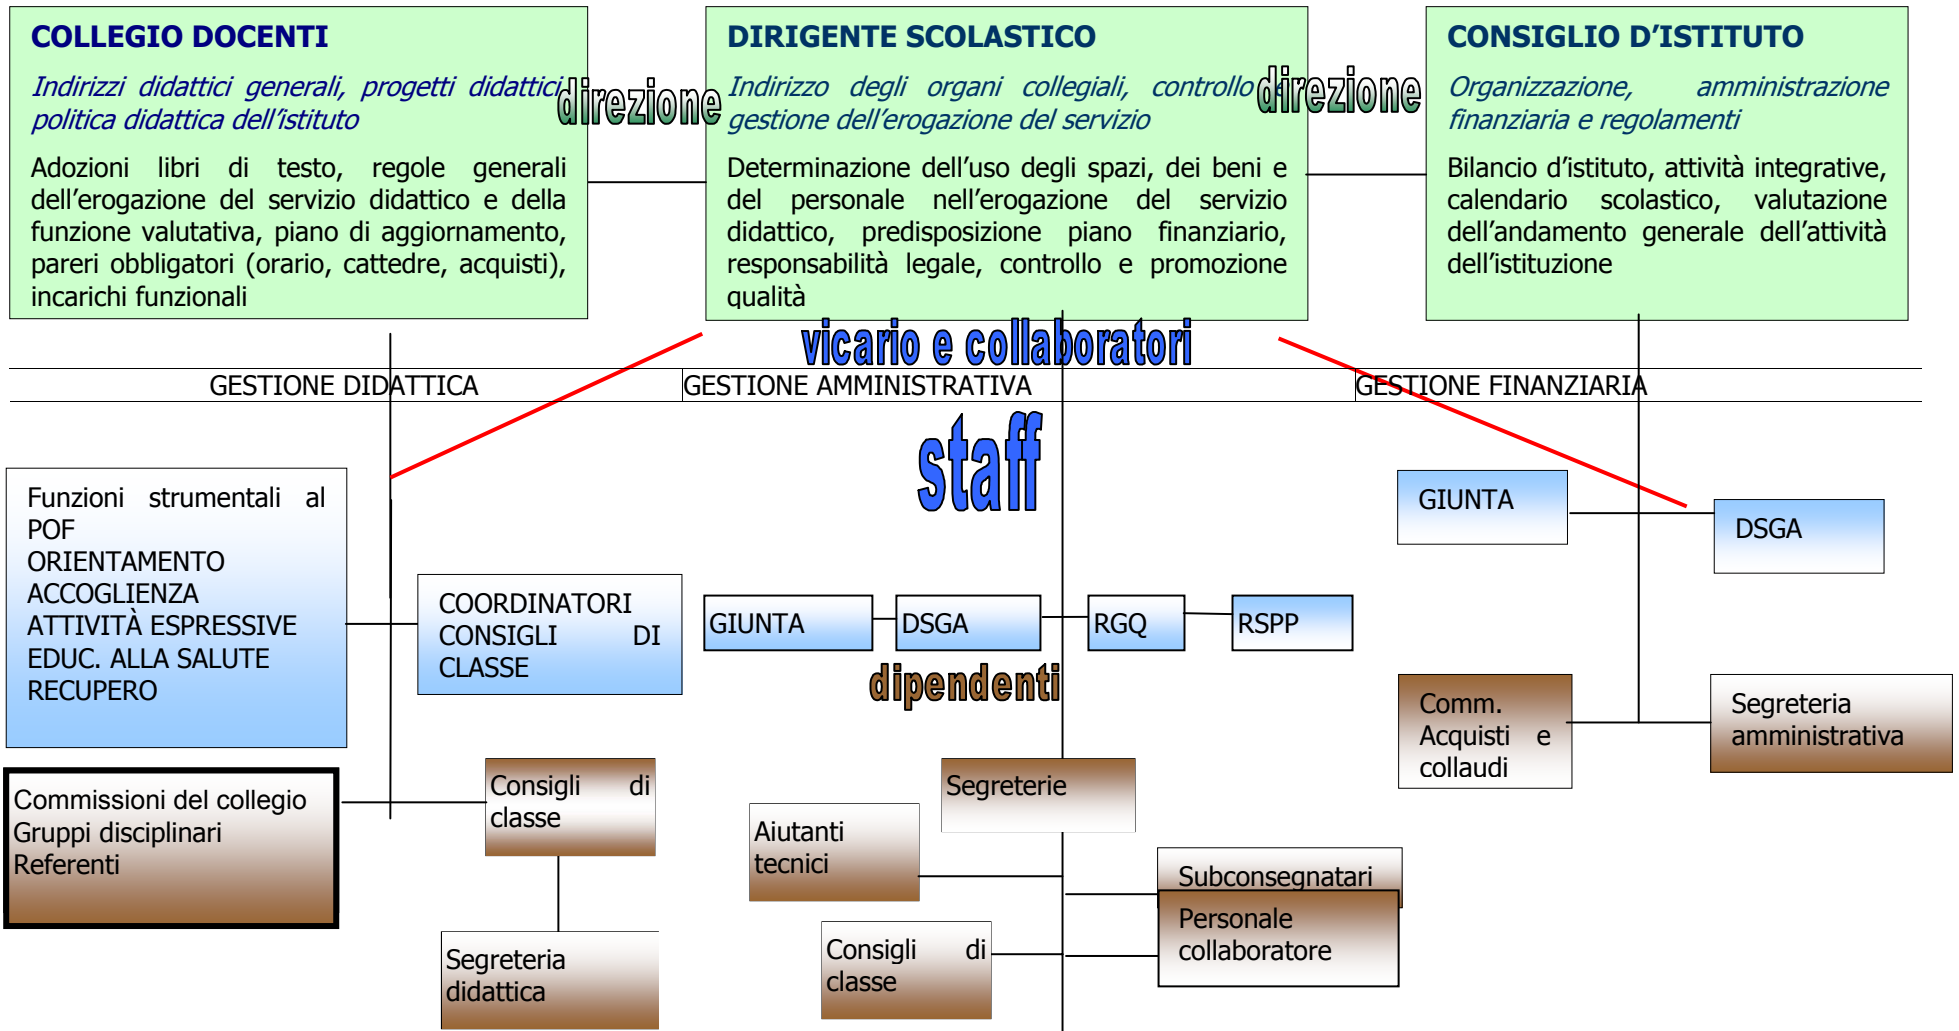 COLLEGIO DOCENTI
Indirizzi didattici generali, progetti didattici,
politica didattica dell'istituto
Adozioni libri di testo, regole generali
dell'erogazione del servizio didattico e della
funzione valutativa, piano di aggiornamento,
pareri obbligatori (orario, cattedre, acquisti),
incarichi funzionali
direzione
DIRIGENTE SCOLASTICO
Indirizzo degli organi collegiali, controllo e
gestione dell'erogazione del servizio
Determinazione dell'uso degli spazi, dei beni e
del personale nell'erogazione del servizio
didattico, predisposizione piano finanziario,
responsabilità legale, controllo e promozione
qualità
direzione
CONSIGLIO D'ISTITUTO
Organizzazione, amministrazione
finanziaria e regolamenti
Bilancio d'istituto, attività integrative,
calendario scolastico, valutazione
dell'andamento generale dell'attività
dell'istituzione
vicario e collaboratori
GESTIONE DIDATTICA
GESTIONE AMMINISTRATIVA
GESTIONE FINANZIARIA
staff
Funzioni strumentali al
POF
ORIENTAMENTO
ACCOGLIENZA
ATTIVITÀ ESPRESSIVE
EDUC. ALLA SALUTE
RECUPERO
COORDINATORI
CONSIGLI DI
CLASSE
GIUNTA
DSGA
RGQ
RSPP
GIUNTA
DSGA
dipendenti
Comm.
Acquisti e
collaudi
Segreteria
amministrativa
Commissioni del collegio
Gruppi disciplinari
Referenti
Consigli di
classe
Segreteria
didattica
Segreterie
Aiutanti
tecnici
Subconsegnatari
Personale
collaboratore
Consigli di
classe